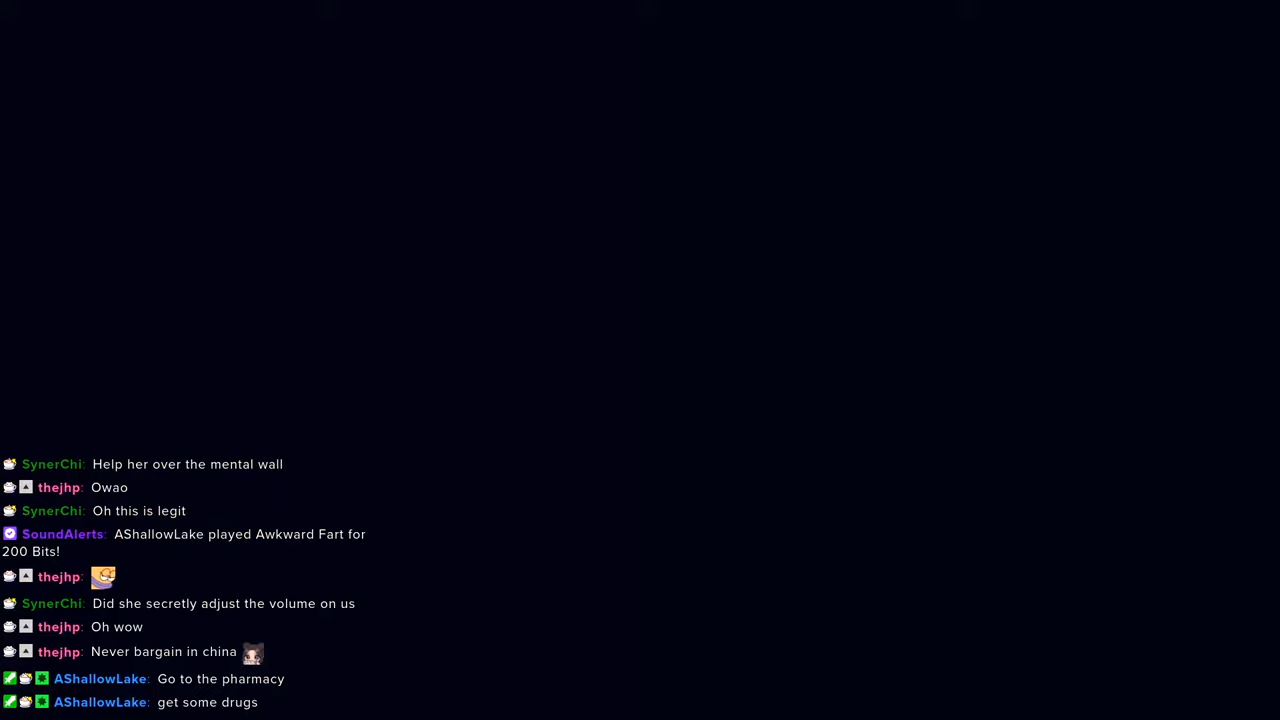 SynerChi: Help her over the mental wall
thejhp: Owao
SynerChi: Oh this is legit
SoundAlerts: AShallowLake played Awkward Fart for
200 Bits!
thejhp:
SynerChi: Did she secretly adjust the volume on us
thejhp: Oh wow
thejhp: Never bargain in china
AShallowLake: Go to the pharmacy
AShallowLake: get some drugs